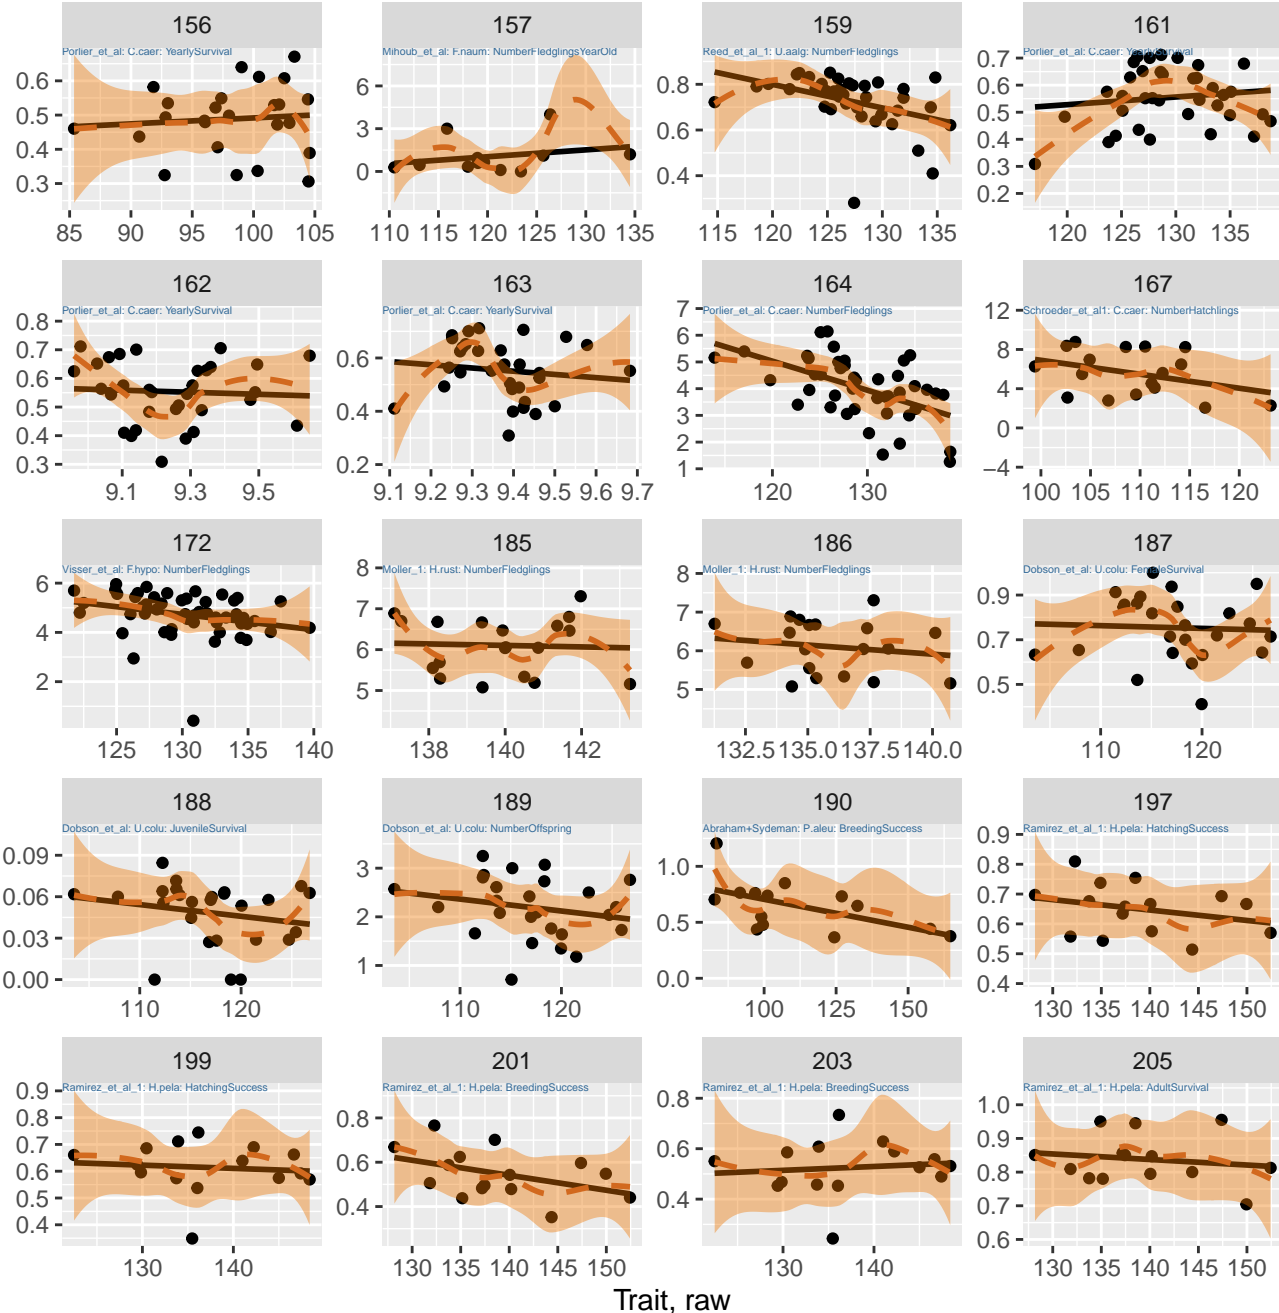 156 157 159 161
Porlier_et_al: C.caer: YearlySurvival Mihoub_et_al: F.naum: NumberFledglingsYearOld Reed_et_al_1: U.aalg: NumberFledglings Porlier_et_al: C.caer: YearlySurvival
0.6 0.5 0.4 0.3
6 3 0
0.8 0.6 0.4
0.7 0.6 0.5 0.4 0.3 0.2
85 90 95 100 105 110 115 120 125 130 135 115 120 125 130 135 120 125 130 135
162 163 164 167
Porlier_et_al: C.caer: YearlySurvival Porlier_et_al: C.caer: YearlySurvival Porlier_et_al: C.caer: NumberFledglings Schroeder_et_al1: C.caer: NumberHatchlings
0.8 0.7 0.6 0.5 0.4 0.3
0.6 0.4 0.2
7 6 5 4 3 2 1
12 8 4 0 −4
9.1 9.3 9.5 9.1 9.2 9.3 9.4 9.5 9.6 9.7 120 130 100 105 110 115 120
172 185 186 187
Visser_et_al: F.hypo: NumberFledglings Moller_1: H.rust: NumberFledglings Moller_1: H.rust: NumberFledglings Dobson_et_al: U.colu: FemaleSurvival
6 4 2
8 7 6 5
8 7 6 5
0.9 0.7 0.5
125 130 135 140 138 140 142 132.5 135.0 137.5 140.0 110 120
188 189 190 197
Dobson_et_al: U.colu: JuvenileSurvival Dobson_et_al: U.colu: NumberOffspring Abraham+Sydeman: P.aleu: BreedingSuccess Ramirez_et_al_1: H.pela: HatchingSuccess
0.09 0.06 0.03 0.00
3 2 1
1.0 0.5 0.0
0.9 0.8 0.7 0.6 0.5 0.4
110 120 110 120 100 125 150 130 135 140 145 150
199 201 203 205
Ramirez_et_al_1: H.pela: HatchingSuccess Ramirez_et_al_1: H.pela: BreedingSuccess Ramirez_et_al_1: H.pela: BreedingSuccess Ramirez_et_al_1: H.pela: AdultSurvival
0.9 0.8 0.7 0.6 0.5 0.4
0.8 0.6 0.4
0.8 0.6 0.4
1.0 0.9 0.8 0.7 0.6
130 140 130 135 140 145 150 130 140 130 135 140 145 150
Trait, raw